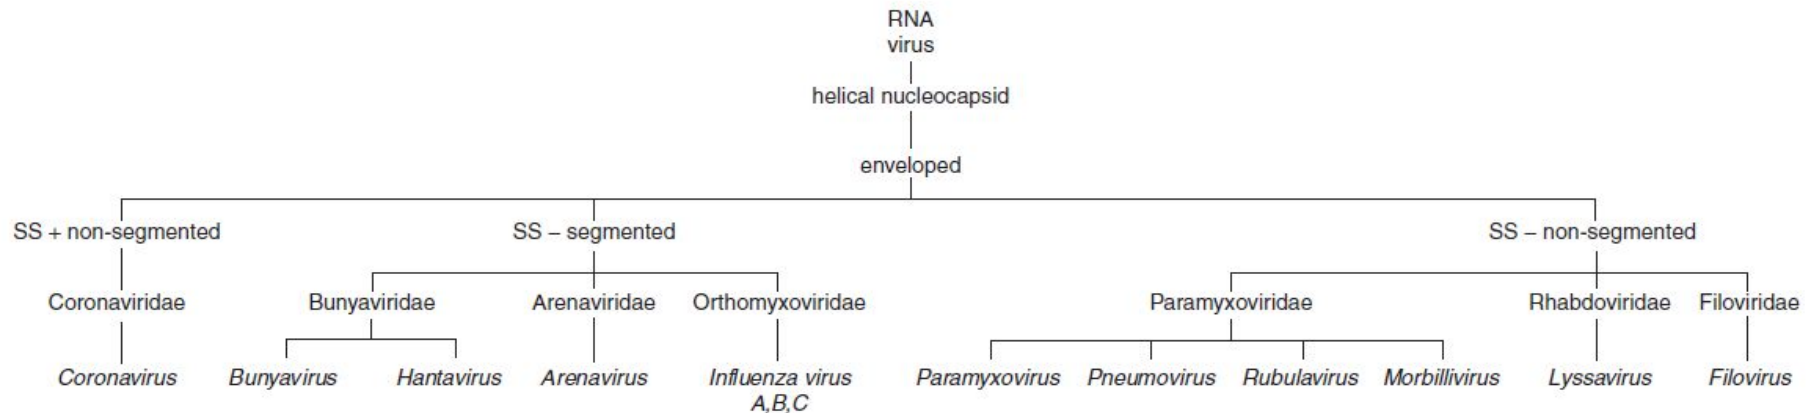 RNA
virus
helical nucleocapsid
enveloped
SS + non-segmented SS – segmented SS – non-segmented
Coronaviridae Bunyaviridae Arenaviridae Orthomyxoviridae Paramyxoviridae Rhabdoviridae Filoviridae
Coronavirus Bunyavirus Hantavirus Arenavirus Influenza virus Paramyxovirus Pneumovirus Rubulavirus Morbillivirus Lyssavirus Filovirus
A,B,C